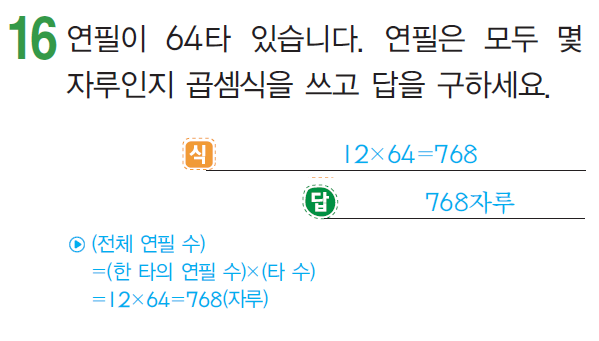 16 연필이 64타 있습니다. 연필은 모두 몇
자루인지 곱셈식을 쓰고 답을 구하세요.
식 12×64=768
답 768자루
(전체 연필 수)
=(한 타의 연필 수)×(타 수)
=12×64=768(자루)